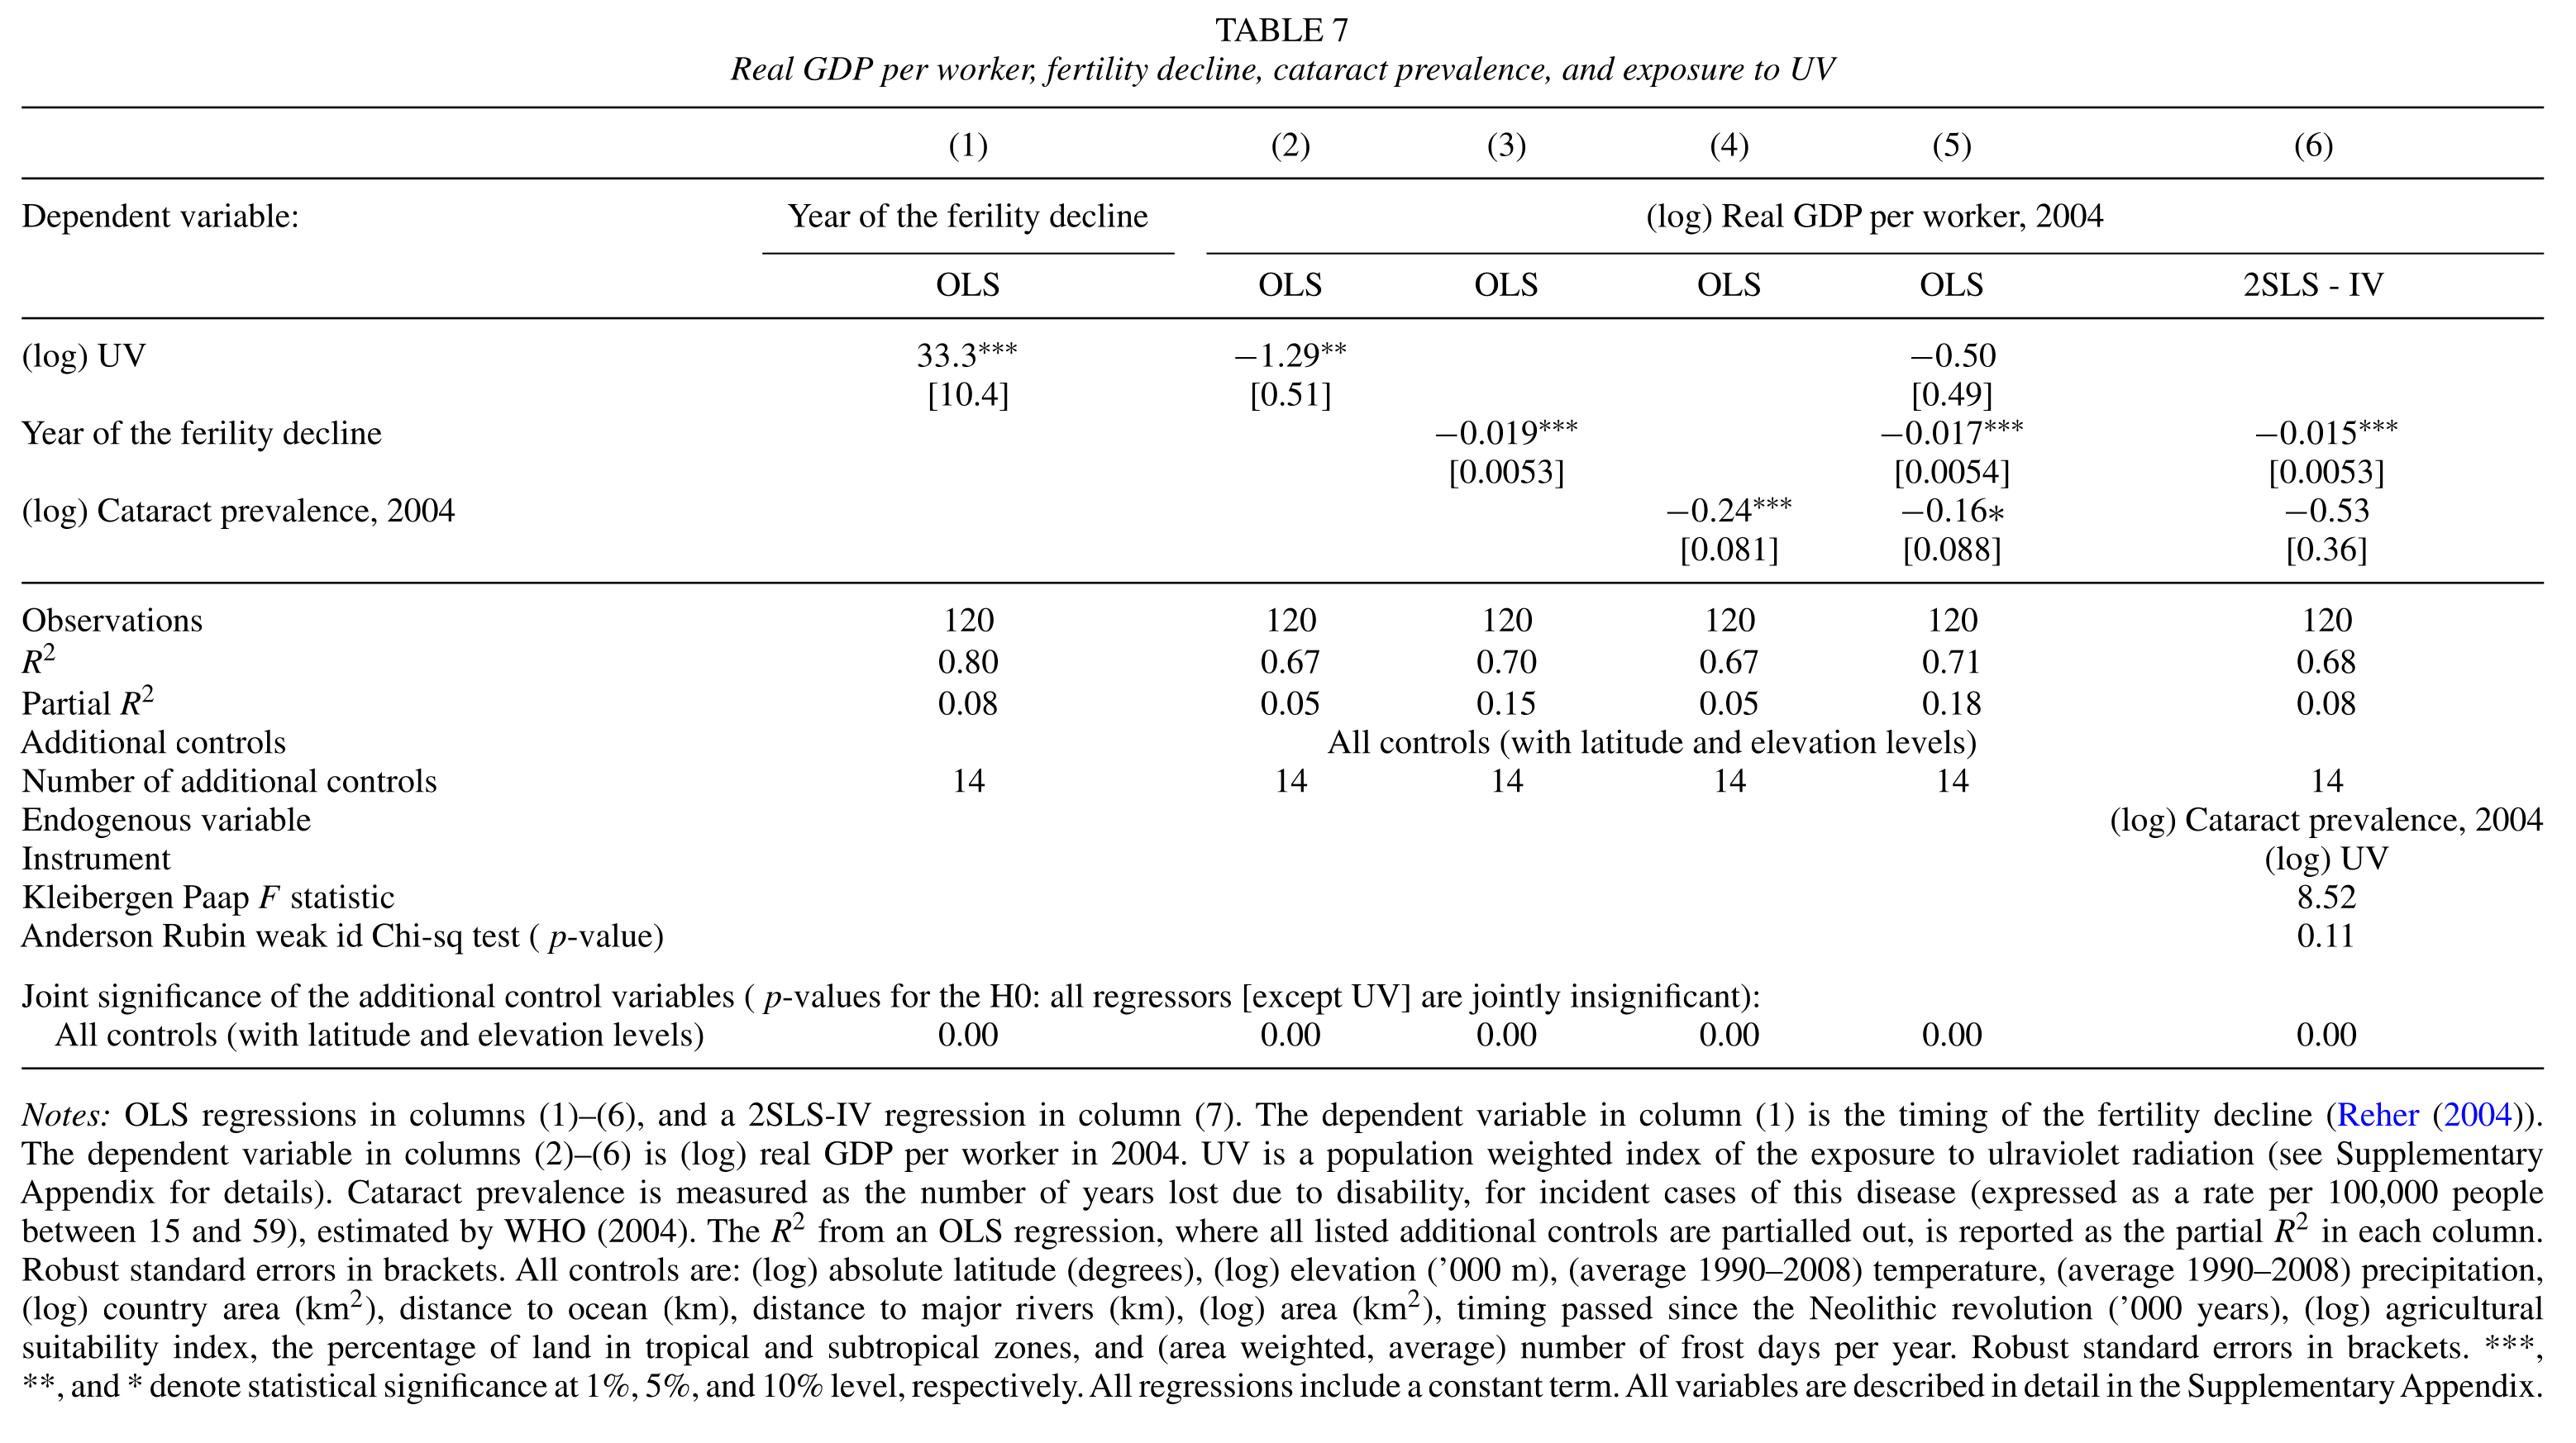 TABLE 7
Real GDP per worker, fertility decline, cataract prevalence, and exposure to UV
(1) (2) (3) (4) (5) (6)
Dependent variable: Year of the ferility decline (log) Real GDP per worker, 2004
OLS OLS OLS OLS OLS 2SLS - IV
(log) UV 33.3*** −1.29** −0.50
[10.4] [0.51] [0.49]
Year of the ferility decline −0.019*** −0.017*** −0.015***
[0.0053] [0.0054] [0.0053]
(log) Cataract prevalence, 2004 −0.24*** −0.16* −0.53
[0.081] [0.088] [0.36]
Observations 120 120 120 120 120 120
R² 0.80 0.67 0.70 0.67 0.71 0.68
Partial R² 0.08 0.05 0.15 0.05 0.18 0.08
Additional controls All controls (with latitude and elevation levels)
Number of additional controls 14 14 14 14 14 14
Endogenous variable (log) Cataract prevalence, 2004
Instrument (log) UV
Kleibergen Paap F statistic 8.52
Anderson Rubin weak id Chi-sq test ( p-value) 0.11
Joint significance of the additional control variables ( p-values for the H0: all regressors [except UV] are jointly insignificant):
All controls (with latitude and elevation levels) 0.00 0.00 0.00 0.00 0.00 0.00
Notes: OLS regressions in columns (1)–(6), and a 2SLS-IV regression in column (7). The dependent variable in column (1) is the timing of the fertility decline (Reher (2004)).
The dependent variable in columns (2)–(6) is (log) real GDP per worker in 2004. UV is a population weighted index of the exposure to ulraviolet radiation (see Supplementary
Appendix for details). Cataract prevalence is measured as the number of years lost due to disability, for incident cases of this disease (expressed as a rate per 100,000 people
between 15 and 59), estimated by WHO (2004). The R² from an OLS regression, where all listed additional controls are partialled out, is reported as the partial R² in each column.
Robust standard errors in brackets. All controls are: (log) absolute latitude (degrees), (log) elevation (’000 m), (average 1990–2008) temperature, (average 1990–2008) precipitation,
(log) country area (km²), distance to ocean (km), distance to major rivers (km), (log) area (km²), timing passed since the Neolithic revolution (’000 years), (log) agricultural
suitability index, the percentage of land in tropical and subtropical zones, and (area weighted, average) number of frost days per year. Robust standard errors in brackets. ***,
**, and * denote statistical significance at 1%, 5%, and 10% level, respectively. All regressions include a constant term. All variables are described in detail in the Supplementary Appendix.